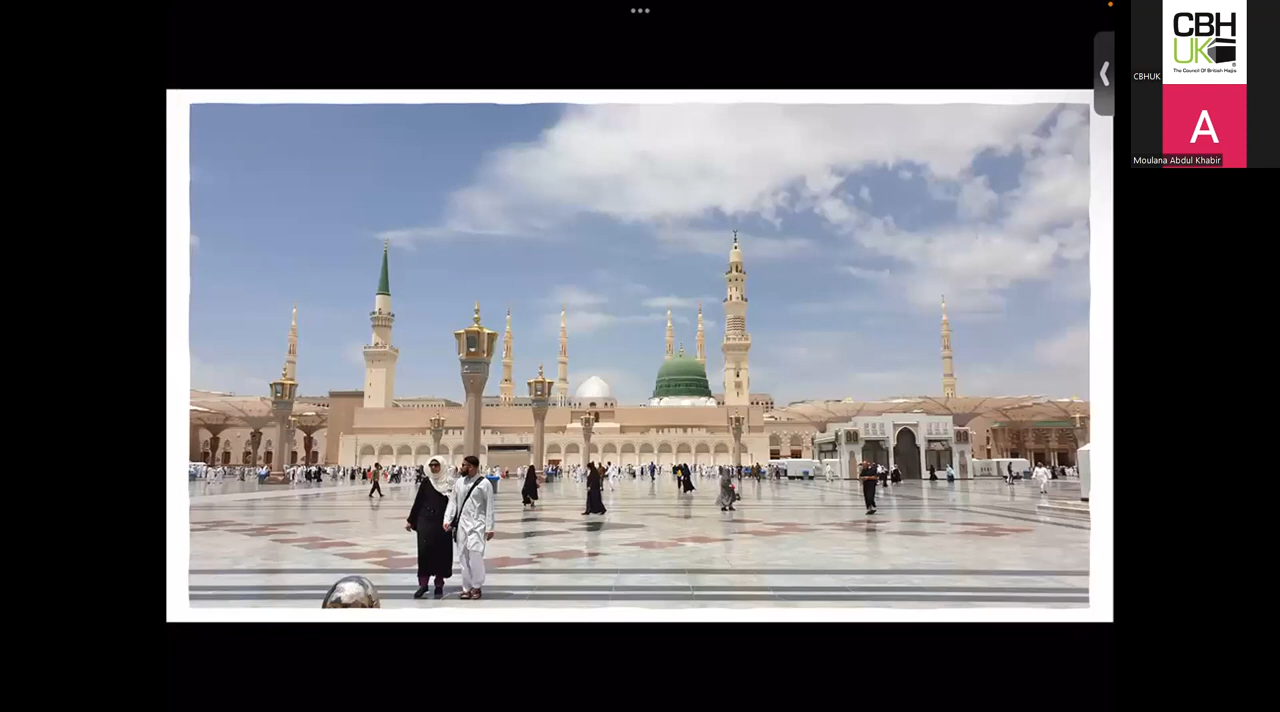 CBH
UK
The Council Of British Hajjis
CBHUK
A
Moulana Abdul Khabir